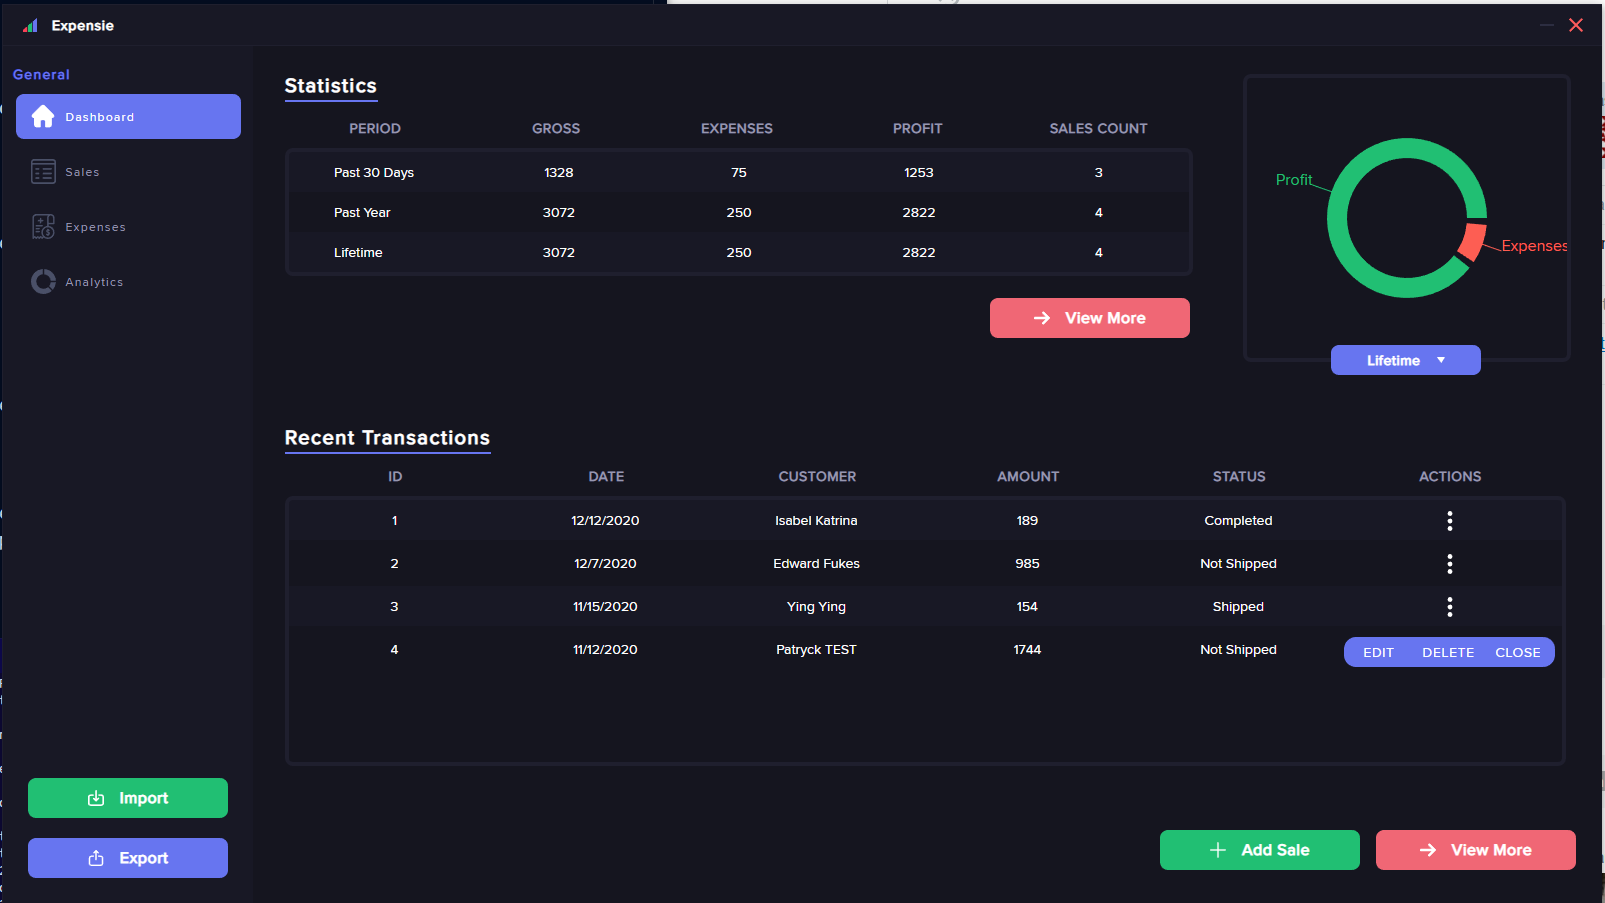 Expensie
General
Dashboard
Sales
Expenses
Analytics
Import
Export
Statistics
PERIOD GROSS EXPENSES PROFIT SALES COUNT
Past 30 Days 1328 75 1253 3
Past Year 3072 250 2822 4
Lifetime 3072 250 2822 4
View More
Profit
Expenses
Lifetime
Recent Transactions
ID DATE CUSTOMER AMOUNT STATUS ACTIONS
1 12/12/2020 Isabel Katrina 189 Completed
2 12/7/2020 Edward Fukes 985 Not Shipped
3 11/15/2020 Ying Ying 154 Shipped
4 11/12/2020 Patryck TEST 1744 Not Shipped EDIT DELETE CLOSE
Add Sale
View More